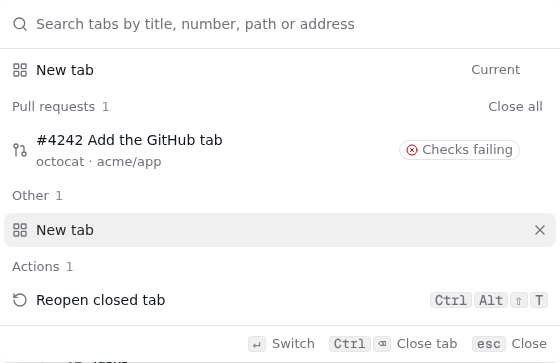 Search tabs by title, number, path or address
New tab Current
Pull requests 1 Close all
#4242 Add the GitHub tab
octocat · acme/app Checks failing
Other 1
New tab
Actions 1
Reopen closed tab Ctrl Alt ⇧ T
↵ Switch Ctrl ⌫ Close tab esc Close